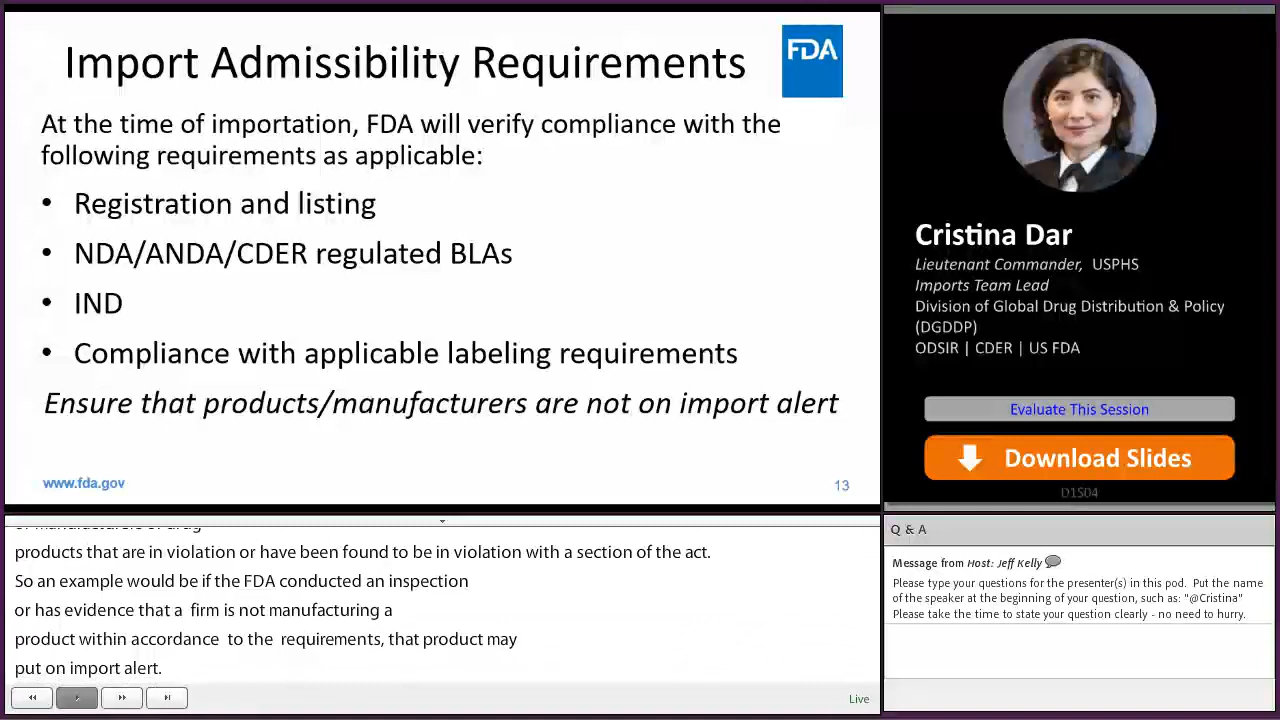 Import Admissibility Requirements
FDA
At the time of importation, FDA will verify compliance with the
following requirements as applicable:
• Registration and listing
• NDA/ANDA/CDER regulated BLAs
• IND
• Compliance with applicable labeling requirements
Ensure that products/manufacturers are not on import alert
www.fda.gov
13
Cristina Dar
Lieutenant Commander, USPHS
Imports Team Lead
Division of Global Drug Distribution & Policy
(DGDDP)
ODSIR | CDER | US FDA
Evaluate This Session
Download Slides
D1S04
products that are in violation or have been found to be in violation with a section of the act.
So an example would be if the FDA conducted an inspection
or has evidence that a firm is not manufacturing a
product within accordance to the requirements, that product may
put on import alert.
Live
Q & A
Message from Host: Jeff Kelly
Please type your questions for the presenter(s) in this pod. Put the name
of the speaker at the beginning of your question, such as: "@Cristina"
Please take the time to state your question clearly - no need to hurry.